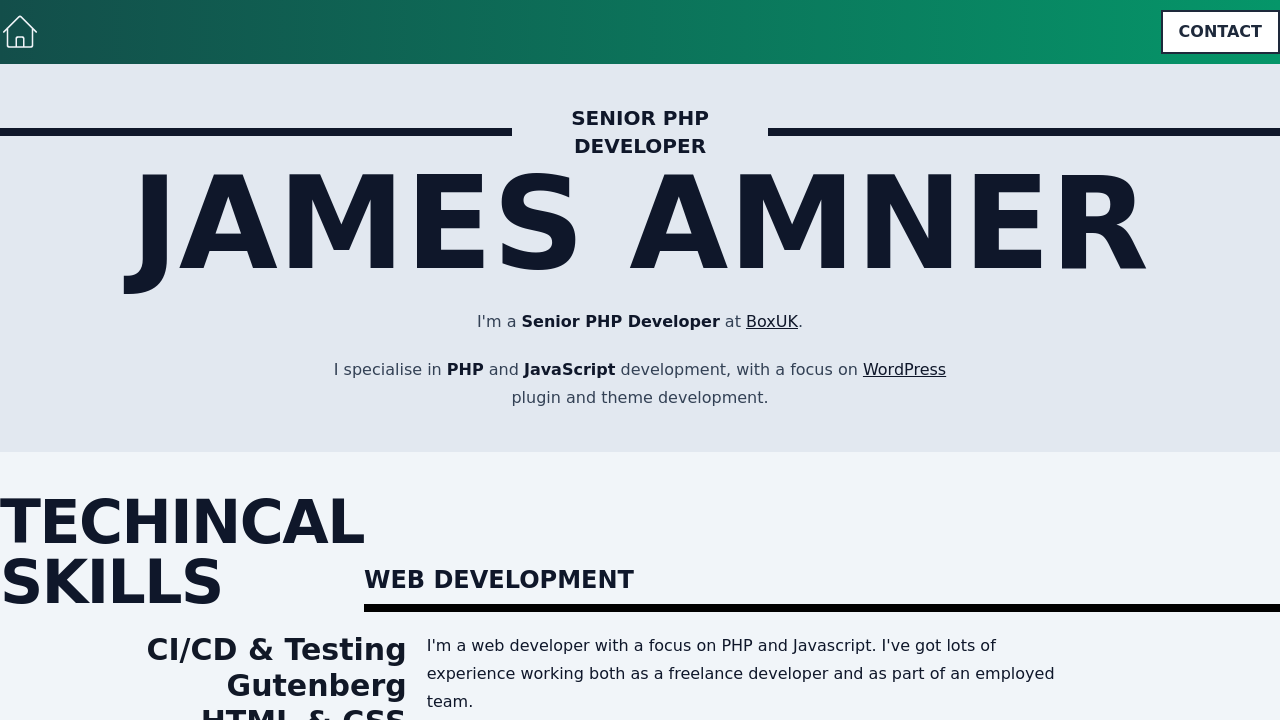 CONTACT
SENIOR PHP
DEVELOPER
JAMES AMNER
I'm a Senior PHP Developer at BoxUK.
I specialise in PHP and JavaScript development, with a focus on WordPress
plugin and theme development.
TECHINCAL
SKILLS
WEB DEVELOPMENT
CI/CD & Testing
Gutenberg
HTML & CSS
I'm a web developer with a focus on PHP and Javascript. I've got lots of
experience working both as a freelance developer and as part of an employed
team.